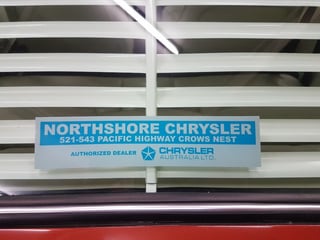 NORTHSHORE CHRYSLER
521-543 PACIFIC HIGHWAY CROWS NEST
AUTHORIZED DEALER CHRYSLER
AUSTRALIA LTD.